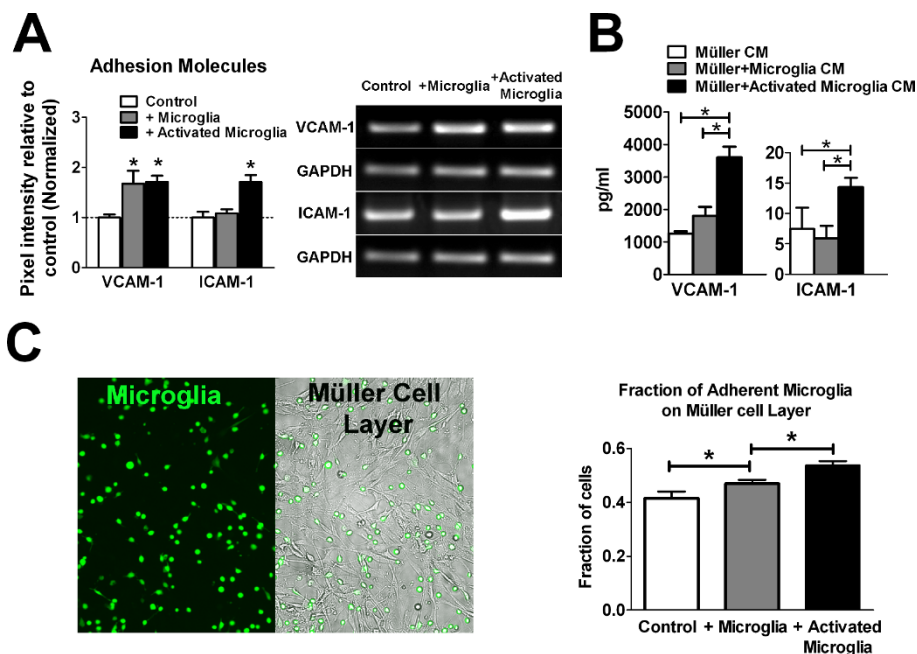 A
Adhesion Molecules
Control
+ Microglia
+ Activated Microglia
Pixel intensity relative to
control (Normalized)
2
1
0
*
*
*
VCAM-1
ICAM-1
Control
+Microglia
+Activated
Microglia
VCAM-1
GAPDH
ICAM-1
GAPDH
B
Müller CM
Müller+Microglia CM
Müller+Activated Microglia CM
pg/ml
5000
4000
3000
2000
1000
0
*
*
VCAM-1
20
15
10
5
0
*
*
ICAM-1
C
Microglia
Müller Cell
Layer
Fraction of Adherent Microglia
on Müller cell Layer
Fraction of cells
0.6
0.4
0.2
0.0
*
*
Control
+ Microglia
+ Activated
Microglia